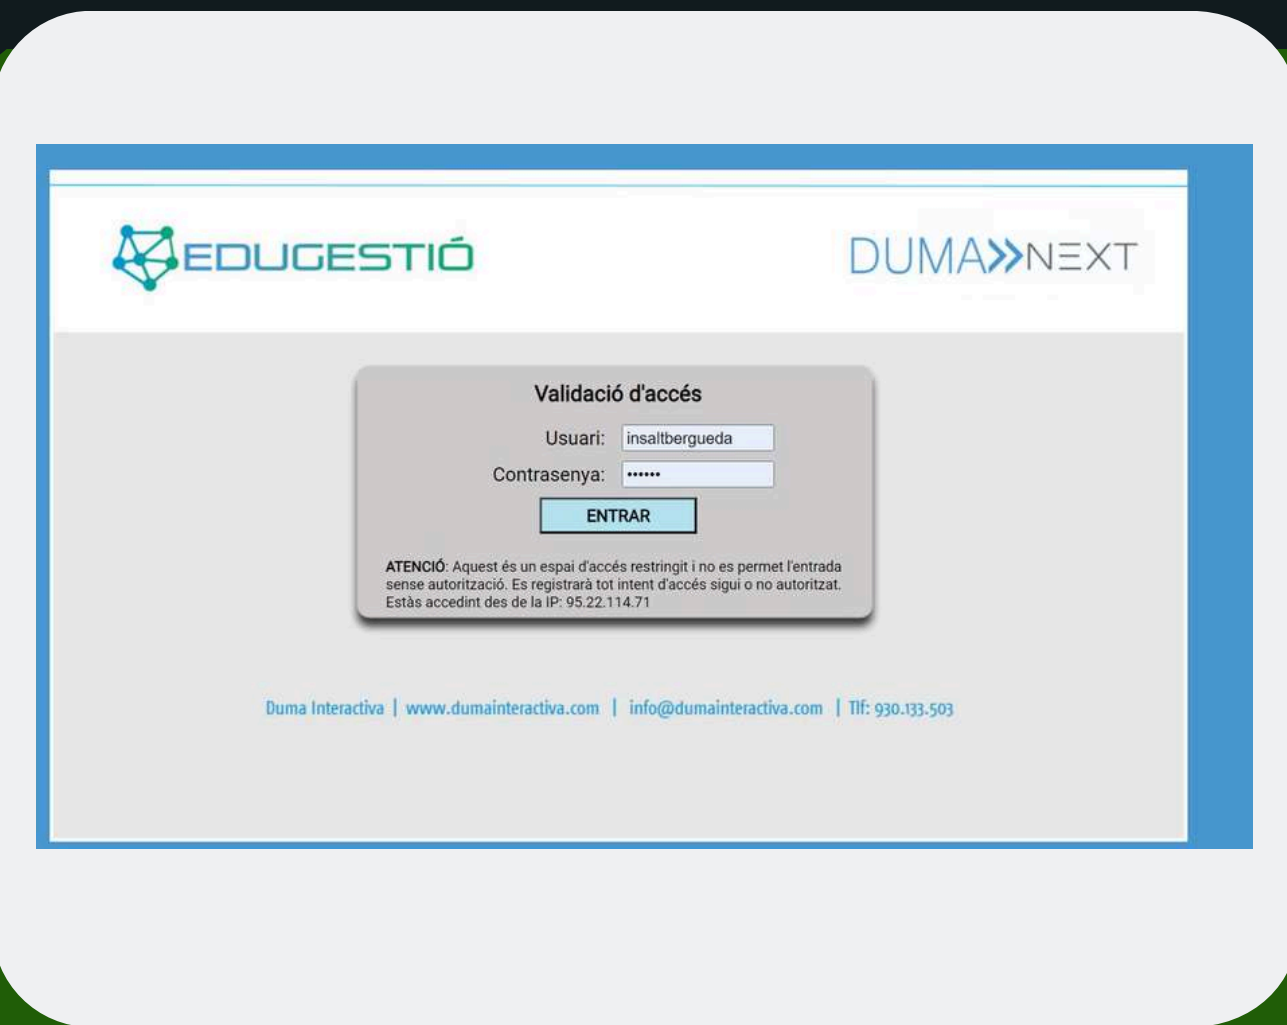 EDUGESTIÓ
DUMA»NEXT
Validació d'accés
Usuari: insaltbergueda
Contrasenya: ••••••
ENTRAR
ATENCIÓ: Aquest és un espai d'accés restringit i no es permet l'entrada
sense autorització. Es registrarà tot intent d'accés sigui o no autoritzat.
Estàs accedint des de la IP: 95.22.114.71
Duma Interactiva | www.dumainteractiva.com | info@dumainteractiva.com | Tlf: 930.133.503